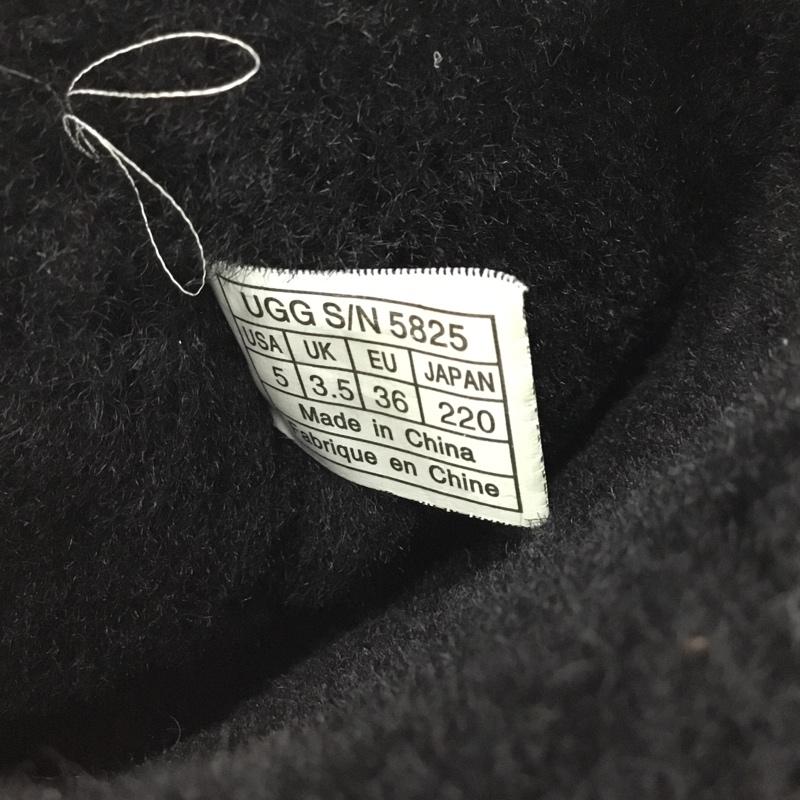 UGG S/N 5825
USA UK EU JAPAN
5 3.5 36 220
Made in China
Fabrique en Chine